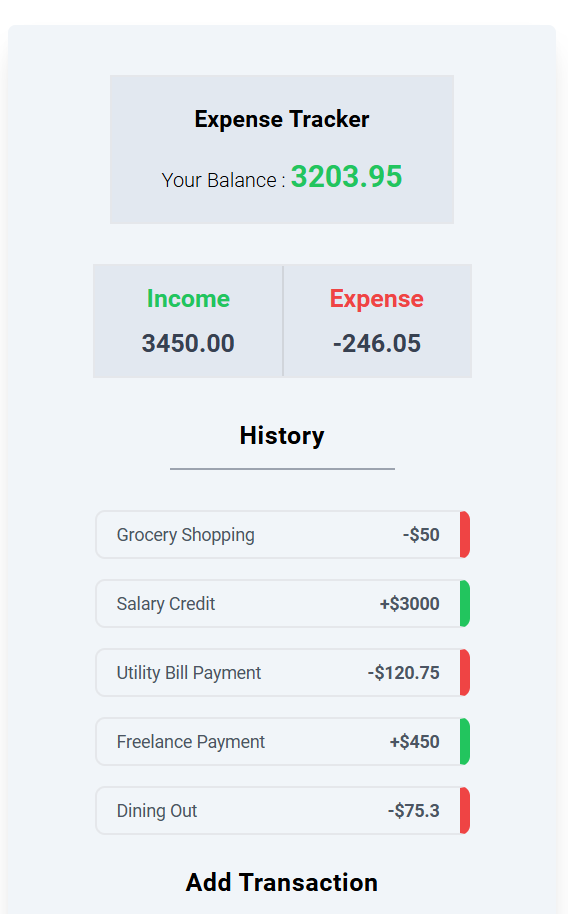 Expense Tracker
Your Balance : 3203.95
Income Expense
3450.00 -246.05
History
Grocery Shopping -$50
Salary Credit +$3000
Utility Bill Payment -$120.75
Freelance Payment +$450
Dining Out -$75.3
Add Transaction